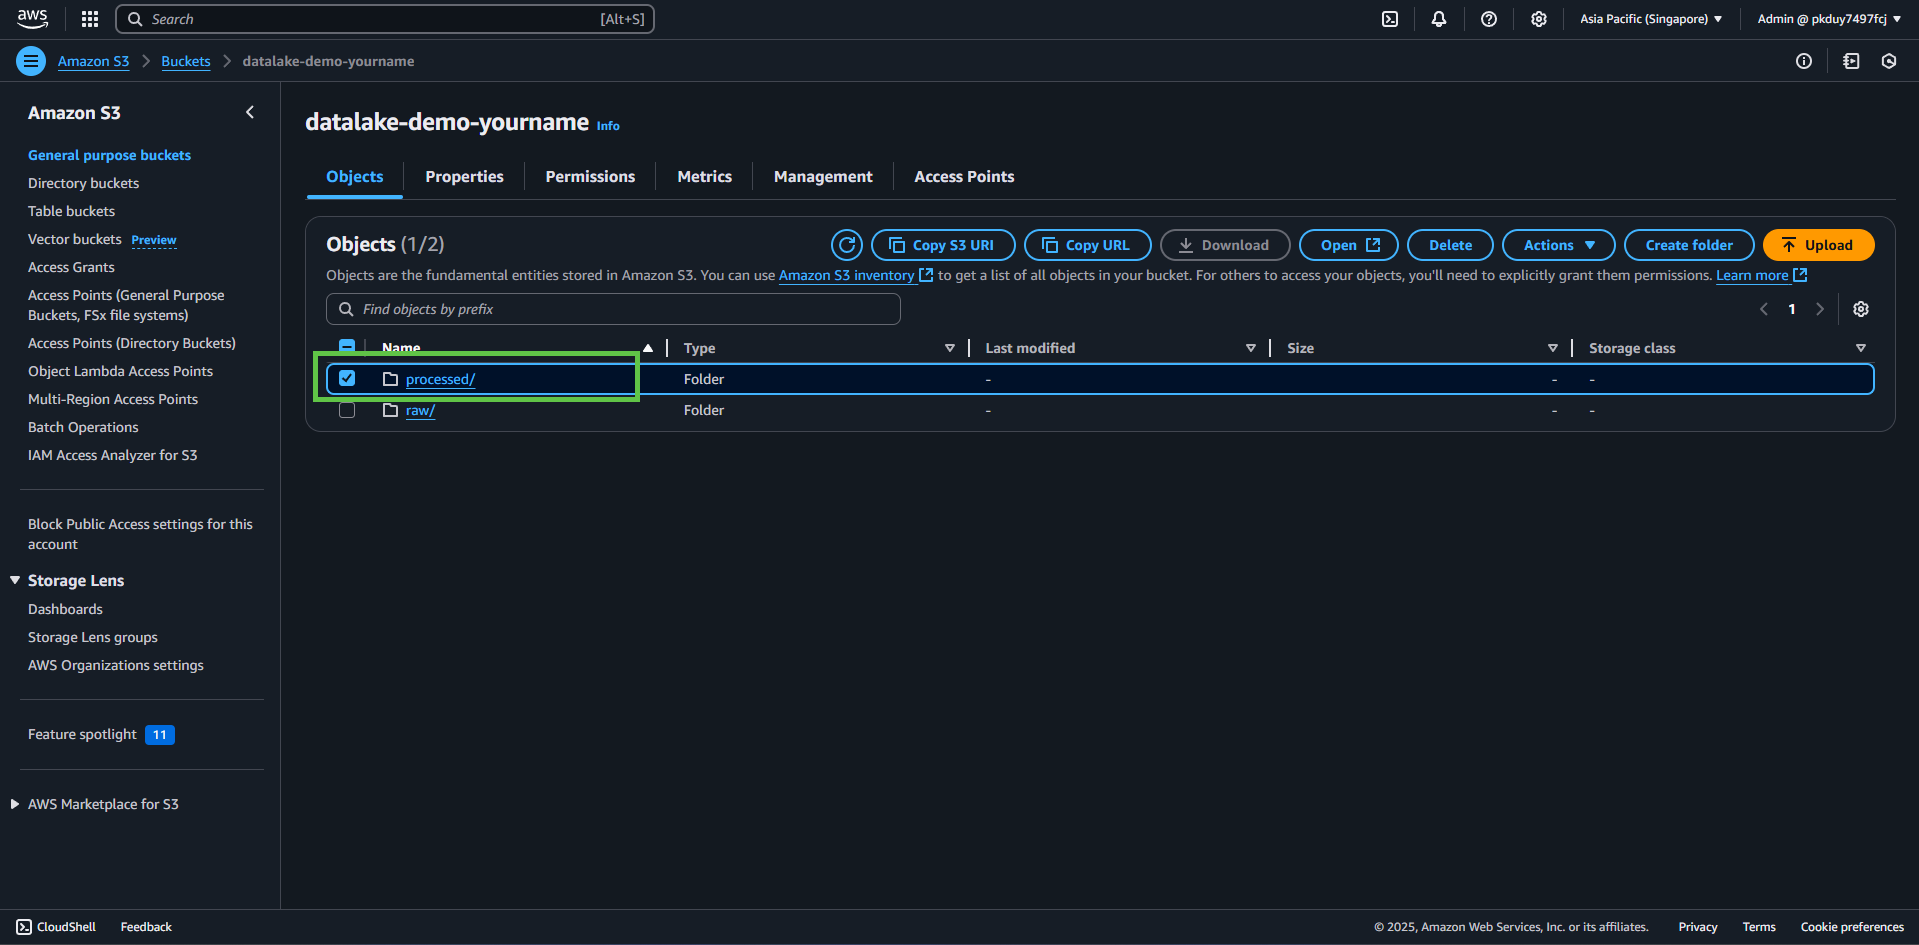 aws
Search [Alt+S]
Asia Pacific (Singapore)
Admin @ pkduy7497fcj
Amazon S3 Buckets datalake-demo-yourname
Amazon S3
General purpose buckets
Directory buckets
Table buckets
Vector buckets Preview
Access Grants
Access Points (General Purpose
Buckets, FSx file systems)
Access Points (Directory Buckets)
Object Lambda Access Points
Multi-Region Access Points
Batch Operations
IAM Access Analyzer for S3
Block Public Access settings for this
account
Storage Lens
Dashboards
Storage Lens groups
AWS Organizations settings
Feature spotlight 11
AWS Marketplace for S3
datalake-demo-yourname Info
Objects Properties Permissions Metrics Management Access Points
Objects (1/2)
Copy S3 URI Copy URL Download Open Delete Actions Create folder Upload
Objects are the fundamental entities stored in Amazon S3. You can use Amazon S3 inventory to get a list of all objects in your bucket. For others to access your objects, you'll need to explicitly grant them permissions. Learn more
Find objects by prefix
1
Name Type Last modified Size Storage class
processed/ Folder - - -
raw/ Folder - - -
CloudShell Feedback
© 2025, Amazon Web Services, Inc. or its affiliates. Privacy Terms Cookie preferences